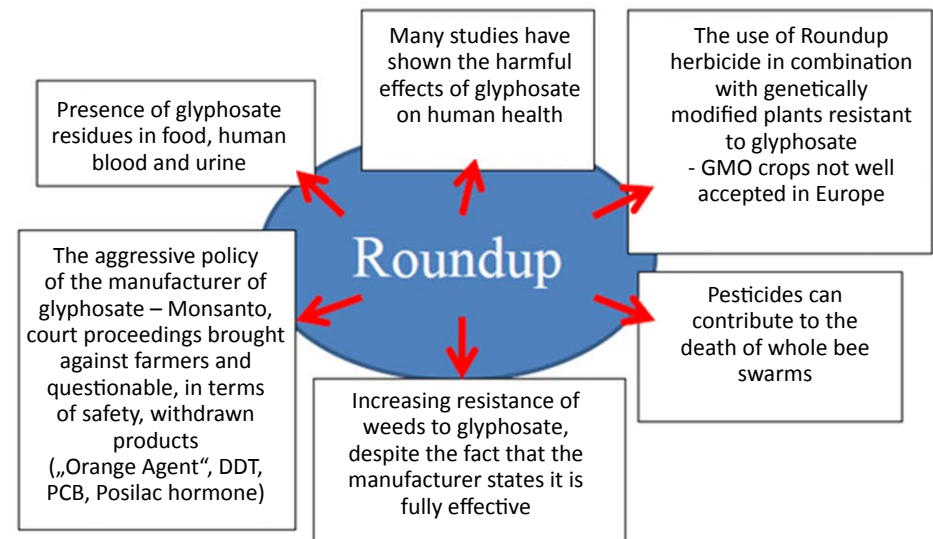 Many studies have
shown the harmful
effects of glyphosate
on human health
The use of Roundup
herbicide in combination
with genetically
modified plants resistant
to glyphosate
- GMO crops not well
accepted in Europe
Presence of glyphosate
residues in food, human
blood and urine
Roundup
The aggressive policy
of the manufacturer of
glyphosate – Monsanto,
court proceedings brought
against farmers and
questionable, in terms
of safety, withdrawn
products
(„Orange Agent“, DDT,
PCB, Posilac hormone)
Pesticides can
contribute to the
death of whole bee
swarms
Increasing resistance of
weeds to glyphosate,
despite the fact that the
manufacturer states it is
fully effective